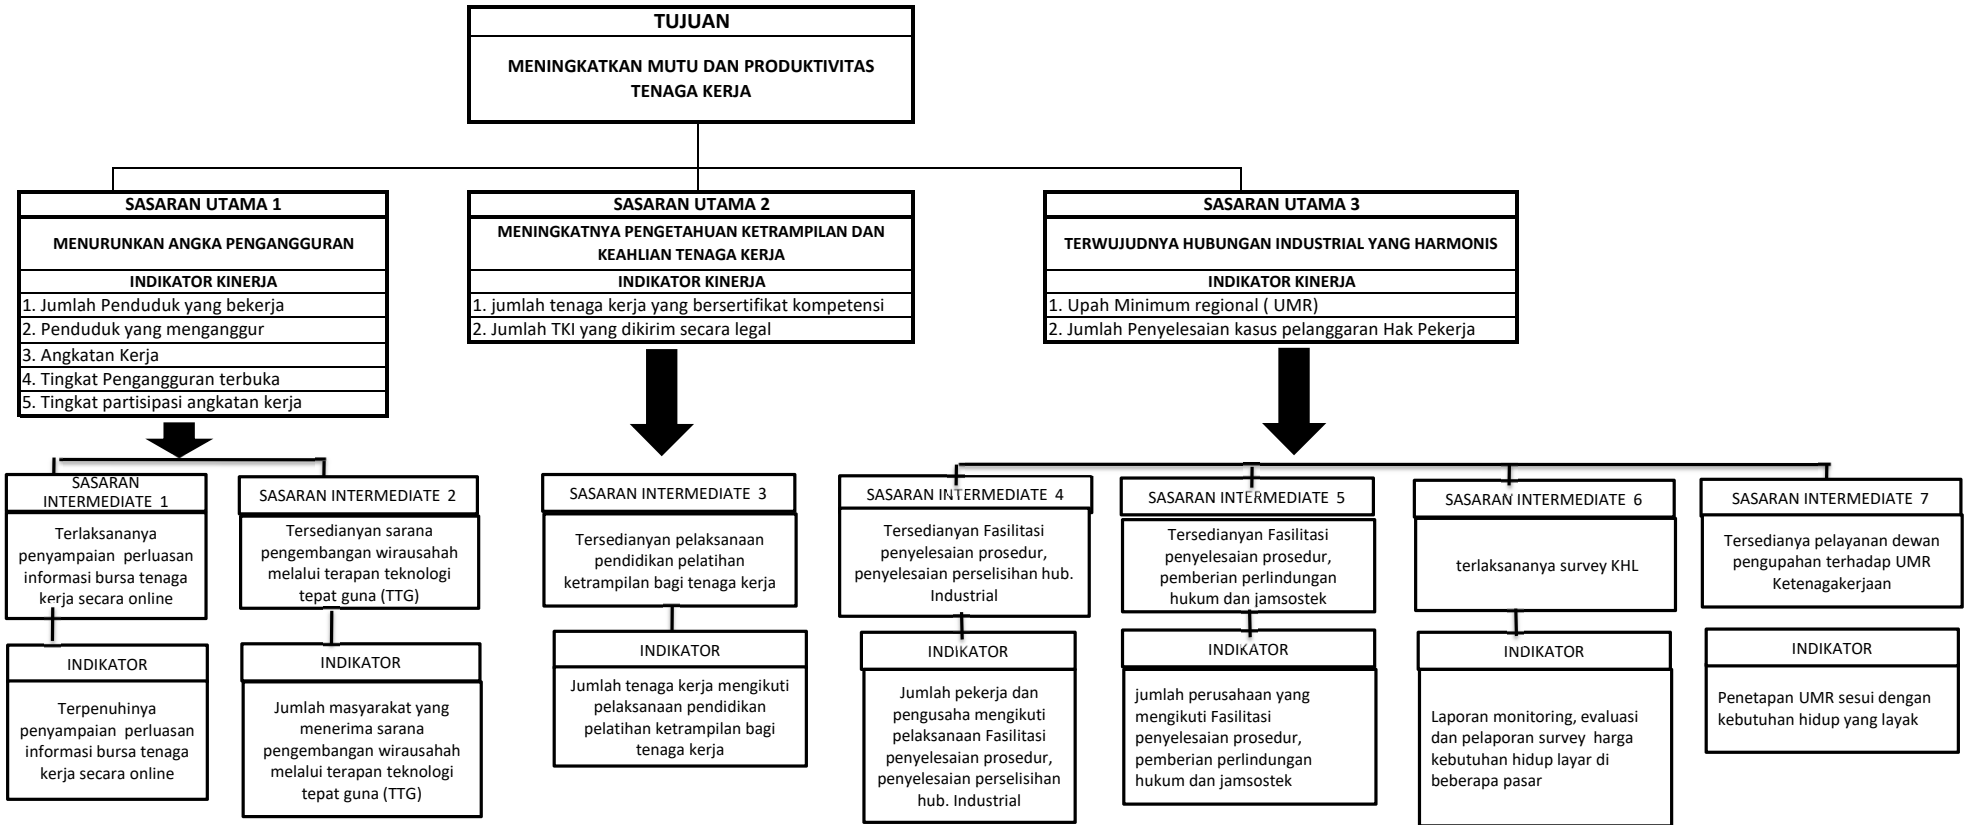 TUJUAN
MENINGKATKAN MUTU DAN PRODUKTIVITAS
TENAGA KERJA
SASARAN UTAMA 1
MENURUNKAN ANGKA PENGANGGURAN
INDIKATOR KINERJA
1. Jumlah Penduduk yang bekerja
2. Penduduk yang menganggur
3. Angkatan Kerja
4. Tingkat Pengangguran terbuka
5. Tingkat partisipasi angkatan kerja
SASARAN UTAMA 2
MENINGKATNYA PENGETAHUAN KETRAMPILAN DAN
KEAHLIAN TENAGA KERJA
INDIKATOR KINERJA
1. jumlah tenaga kerja yang bersertifikat kompetensi
2. Jumlah TKI yang dikirim secara legal
SASARAN UTAMA 3
TERWUJUDNYA HUBUNGAN INDUSTRIAL YANG HARMONIS
INDIKATOR KINERJA
1. Upah Minimum regional ( UMR)
2. Jumlah Penyelesaian kasus pelanggaran Hak Pekerja
SASARAN
INTERMEDIATE 1
Terlaksananya
penyampaian perluasan
informasi bursa tenaga
kerja secara online
INDIKATOR
Terpenuhinya
penyampaian perluasan
informasi bursa tenaga
kerja secara online
SASARAN INTERMEDIATE 2
Tersedianyan sarana
pengembangan wirausahah
melalui terapan teknologi
tepat guna (TTG)
INDIKATOR
Jumlah masyarakat yang
menerima sarana
pengembangan wirausahah
melalui terapan teknologi
tepat guna (TTG)
SASARAN INTERMEDIATE 3
Tersedianyan pelaksanaan
pendidikan pelatihan
ketrampilan bagi tenaga kerja
INDIKATOR
Jumlah tenaga kerja mengikuti
pelaksanaan pendidikan
pelatihan ketrampilan bagi
tenaga kerja
SASARAN INTERMEDIATE 4
Tersedianyan Fasilitasi
penyelesaian prosedur,
penyelesaian perselisihan hub.
Industrial
INDIKATOR
Jumlah pekerja dan
pengusaha mengikuti
pelaksanaan Fasilitasi
penyelesaian prosedur,
penyelesaian perselisihan
hub. Industrial
SASARAN INTERMEDIATE 5
Tersedianyan Fasilitasi
penyelesaian prosedur,
pemberian perlindungan
hukum dan jamsostek
INDIKATOR
jumlah perusahaan yang
mengikuti Fasilitasi
penyelesaian prosedur,
pemberian perlindungan
hukum dan jamsostek
SASARAN INTERMEDIATE 6
terlaksananya survey KHL
INDIKATOR
Laporan monitoring, evaluasi
dan pelaporan survey harga
kebutuhan hidup layar di
beberapa pasar
SASARAN INTERMEDIATE 7
Tersedianya pelayanan dewan
pengupahan terhadap UMR
Ketenagakerjaan
INDIKATOR
Penetapan UMR sesui dengan
kebutuhan hidup yang layak